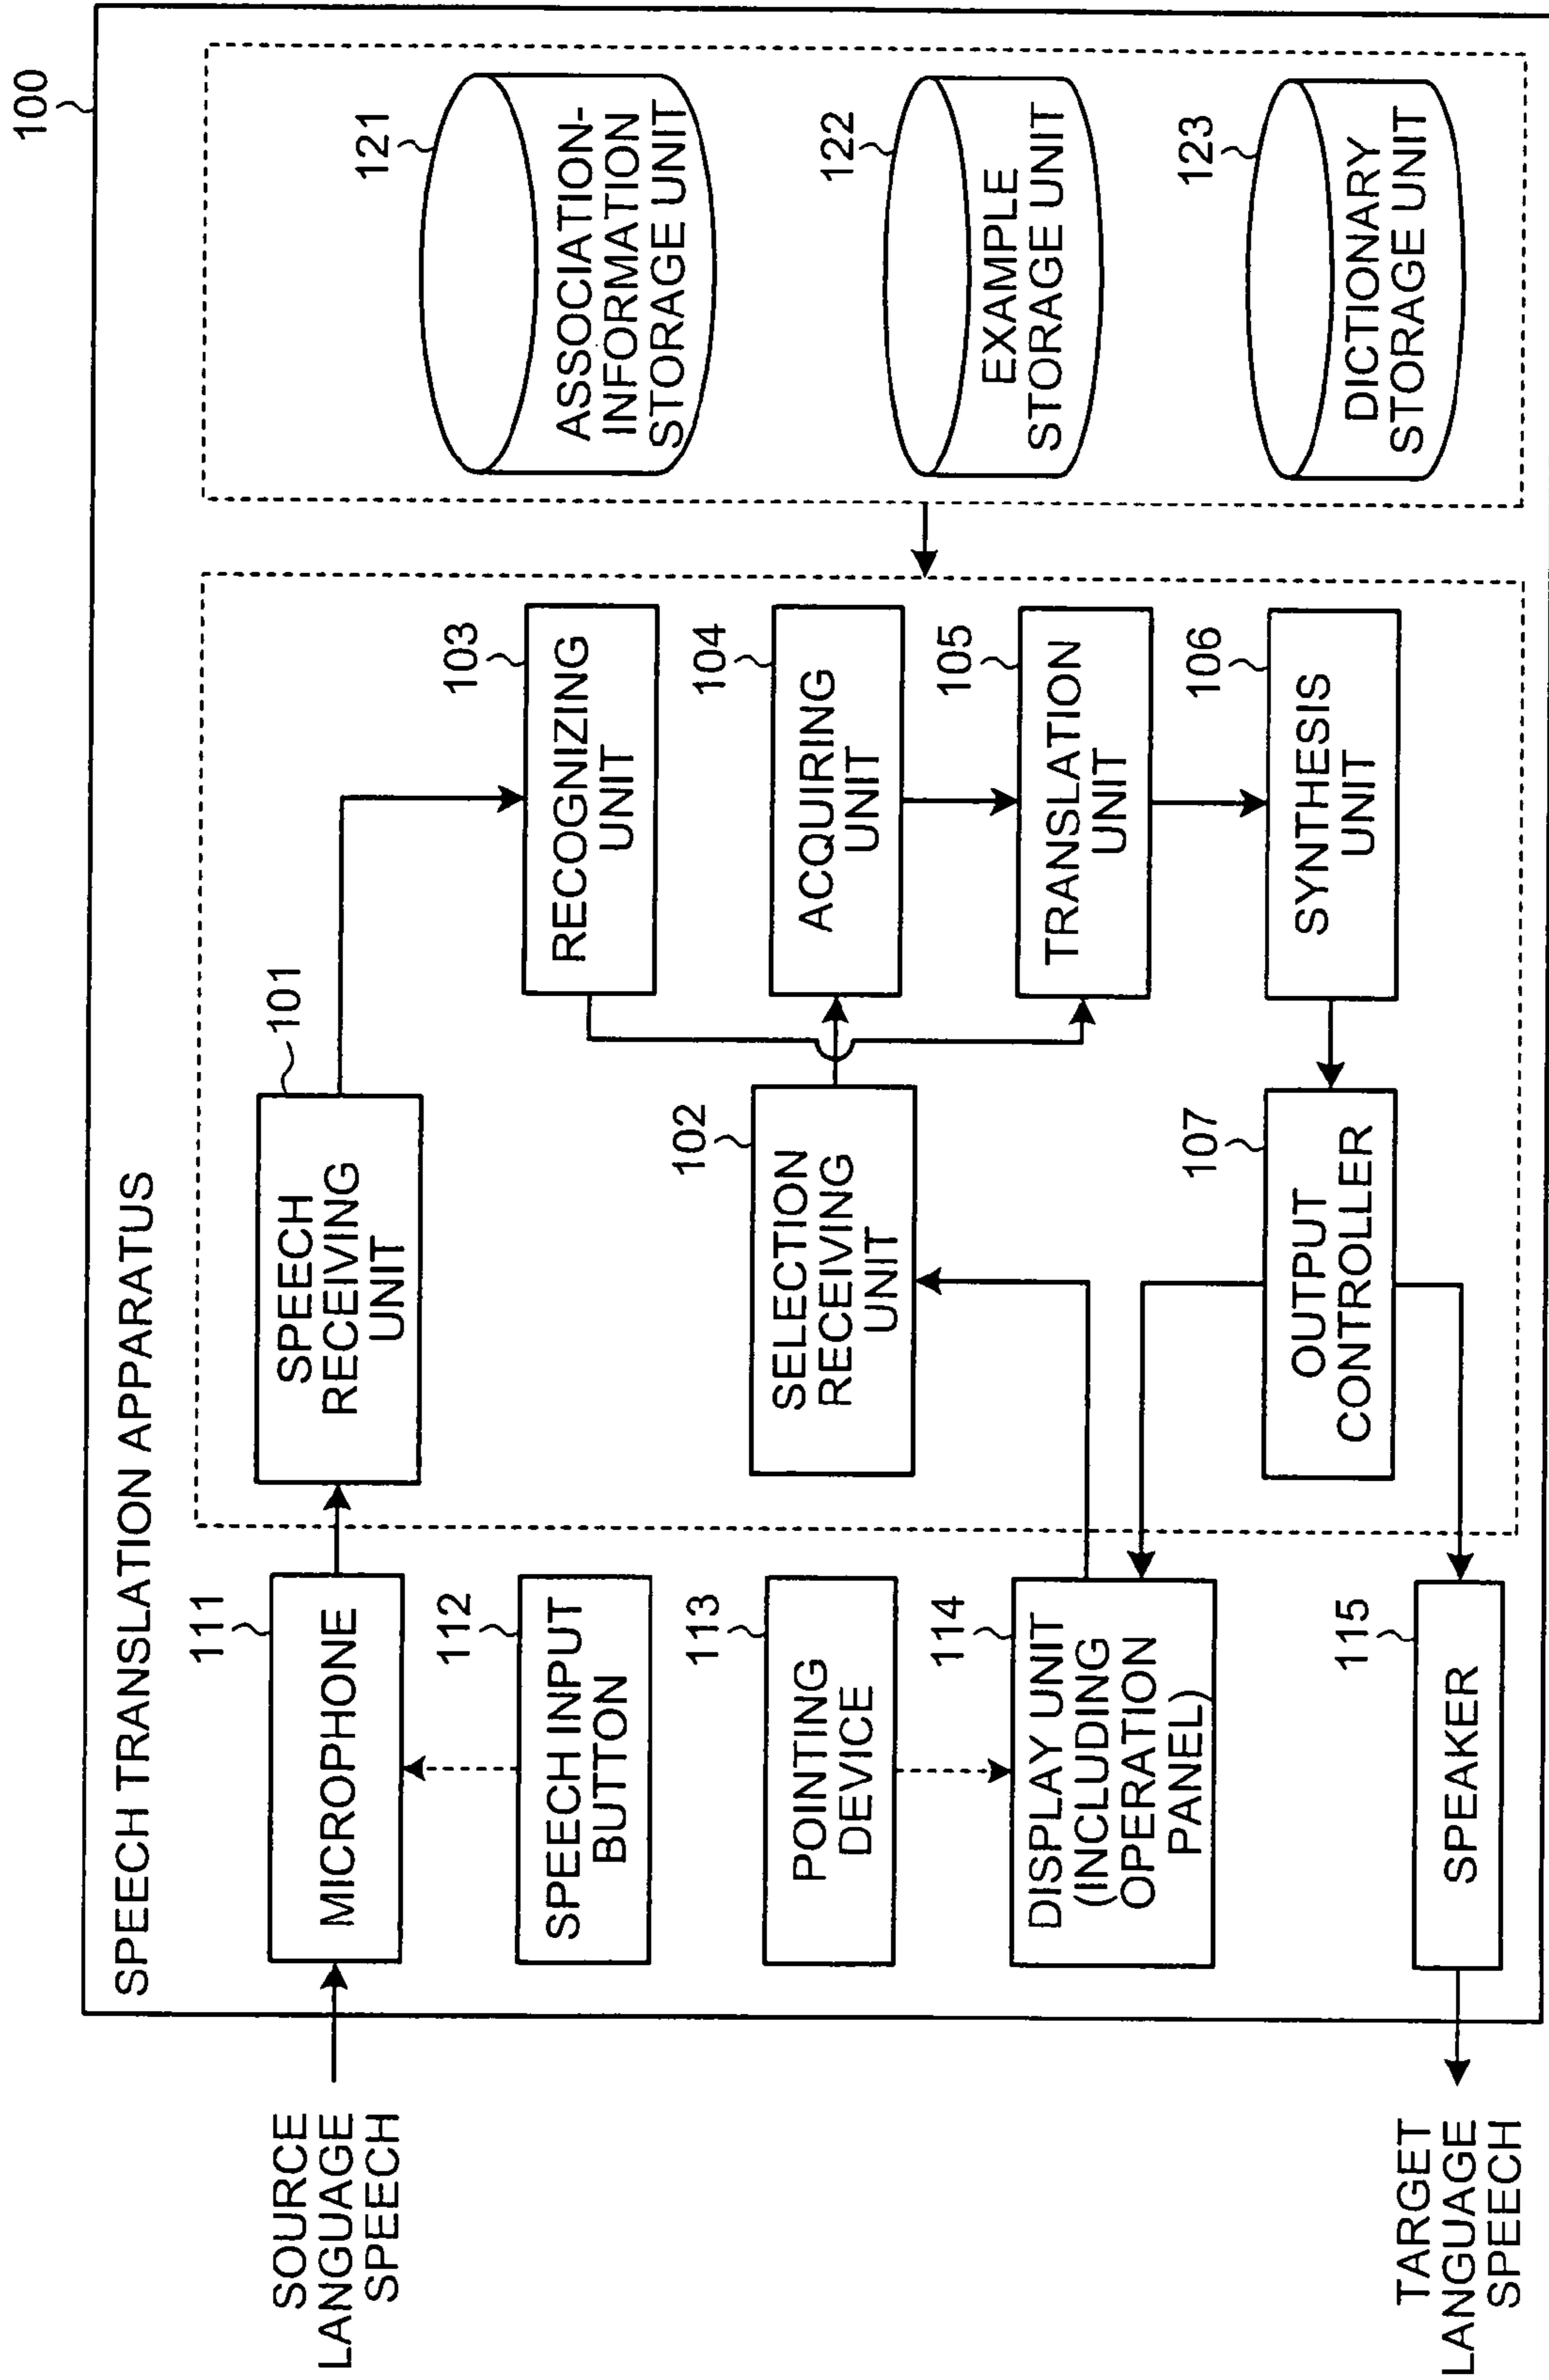 100
SPEECH TRANSLATION APPARATUS
SOURCE
LANGUAGE
SPEECH
111
MICROPHONE
112
SPEECH INPUT
BUTTON
113
POINTING
DEVICE
114
DISPLAY UNIT
(INCLUDING
OPERATION
PANEL)
115
SPEAKER
TARGET
LANGUAGE
SPEECH
101
SPEECH
RECEIVING
UNIT
102
SELECTION
RECEIVING
UNIT
107
OUTPUT
CONTROLLER
103
RECOGNIZING
UNIT
104
ACQUIRING
UNIT
105
TRANSLATION
UNIT
106
SYNTHESIS
UNIT
121
ASSOCIATION-
INFORMATION
STORAGE UNIT
122
EXAMPLE
STORAGE UNIT
123
DICTIONARY
STORAGE UNIT